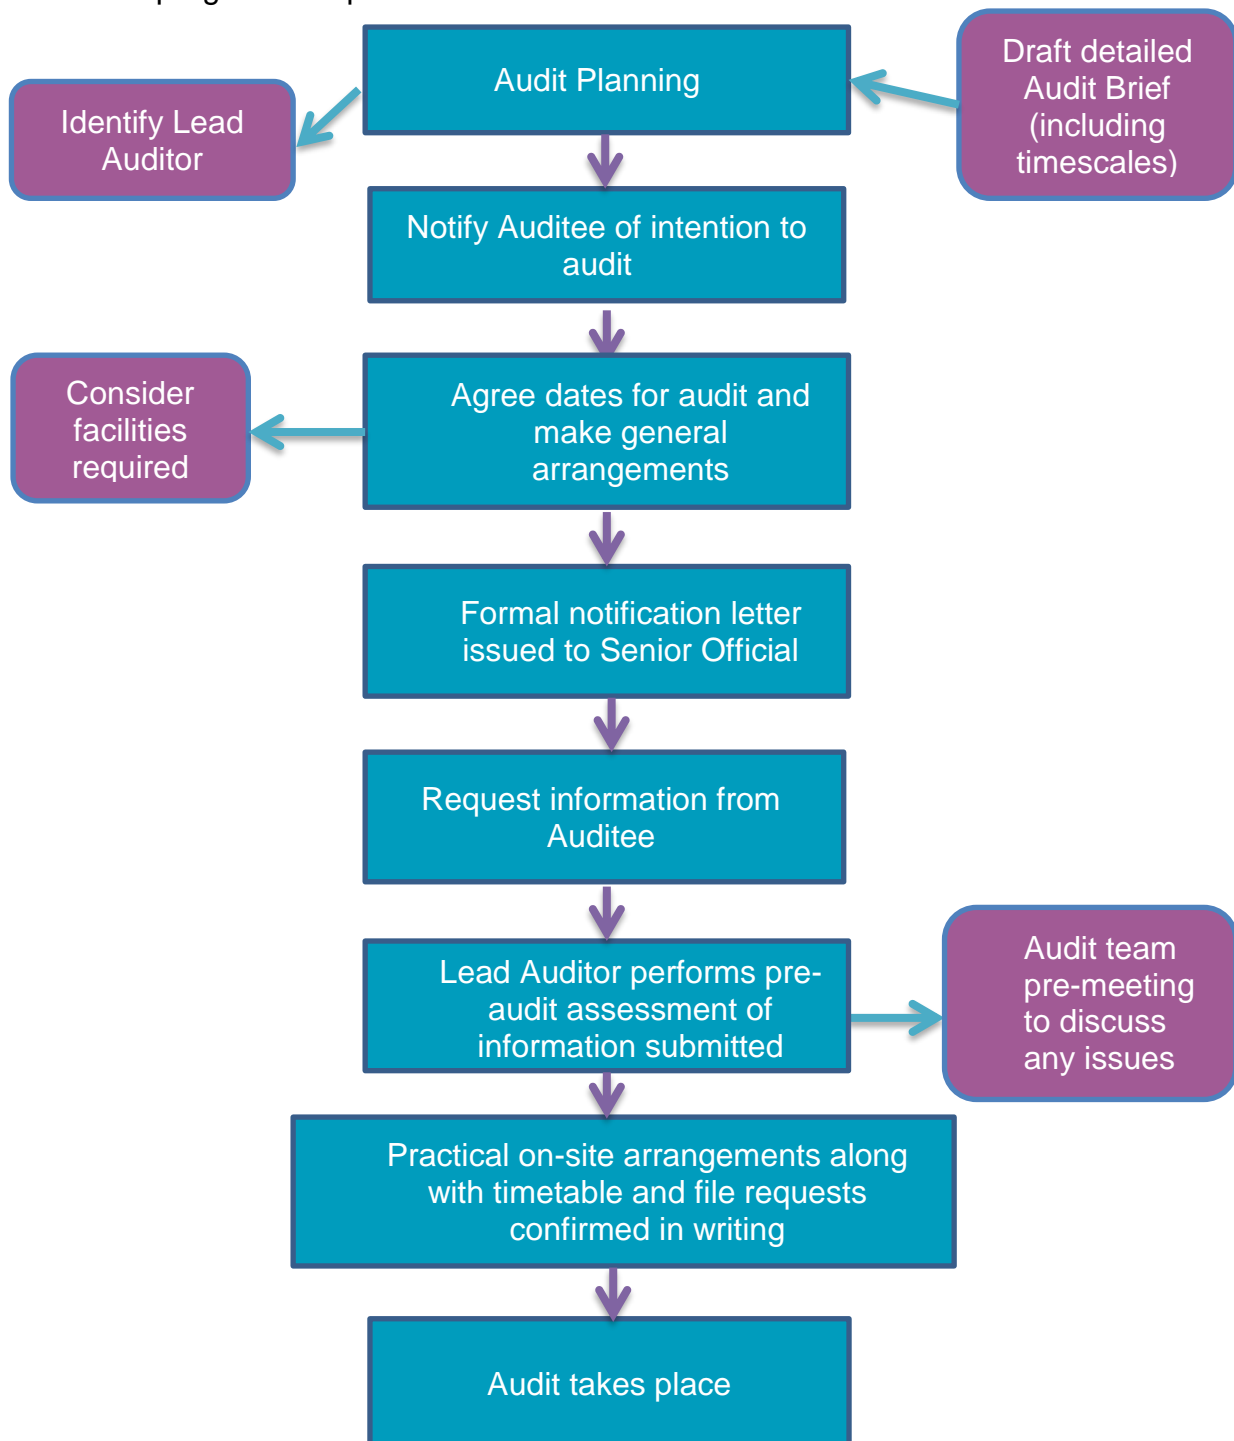 Audit Planning
Draft detailed
Audit Brief
(including
timescales)
Identify Lead
Auditor
Notify Auditee of intention to
audit
Consider
facilities
required
Agree dates for audit and
make general
arrangements
Formal notification letter
issued to Senior Official
Request information from
Auditee
Lead Auditor performs pre-
audit assessment of
information submitted
Audit team
pre-meeting
to discuss
any issues
Practical on-site arrangements along
with timetable and file requests
confirmed in writing
Audit takes place